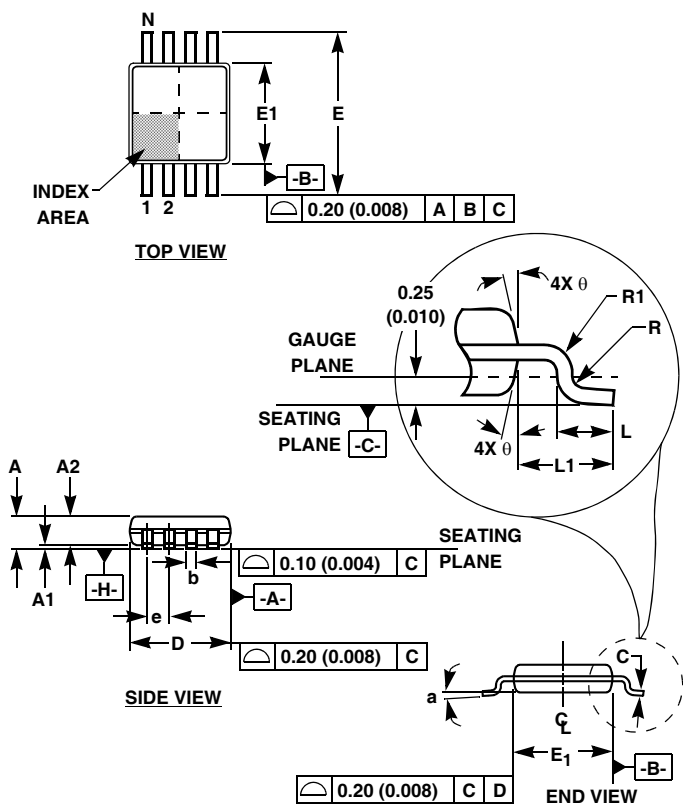 N
E1
E
-B-
INDEX
AREA
1 2
0.20 (0.008) A B C
TOP VIEW
0.25
(0.010)
4X θ
R1
R
GAUGE
PLANE
SEATING
PLANE
-C-
4X θ
L
L1
A
A2
A1
-H-
b
e
D
-A-
SEATING
PLANE
0.10 (0.004) C
0.20 (0.008) C
SIDE VIEW
C
a
CL
E1
-B-
0.20 (0.008) C D
END VIEW